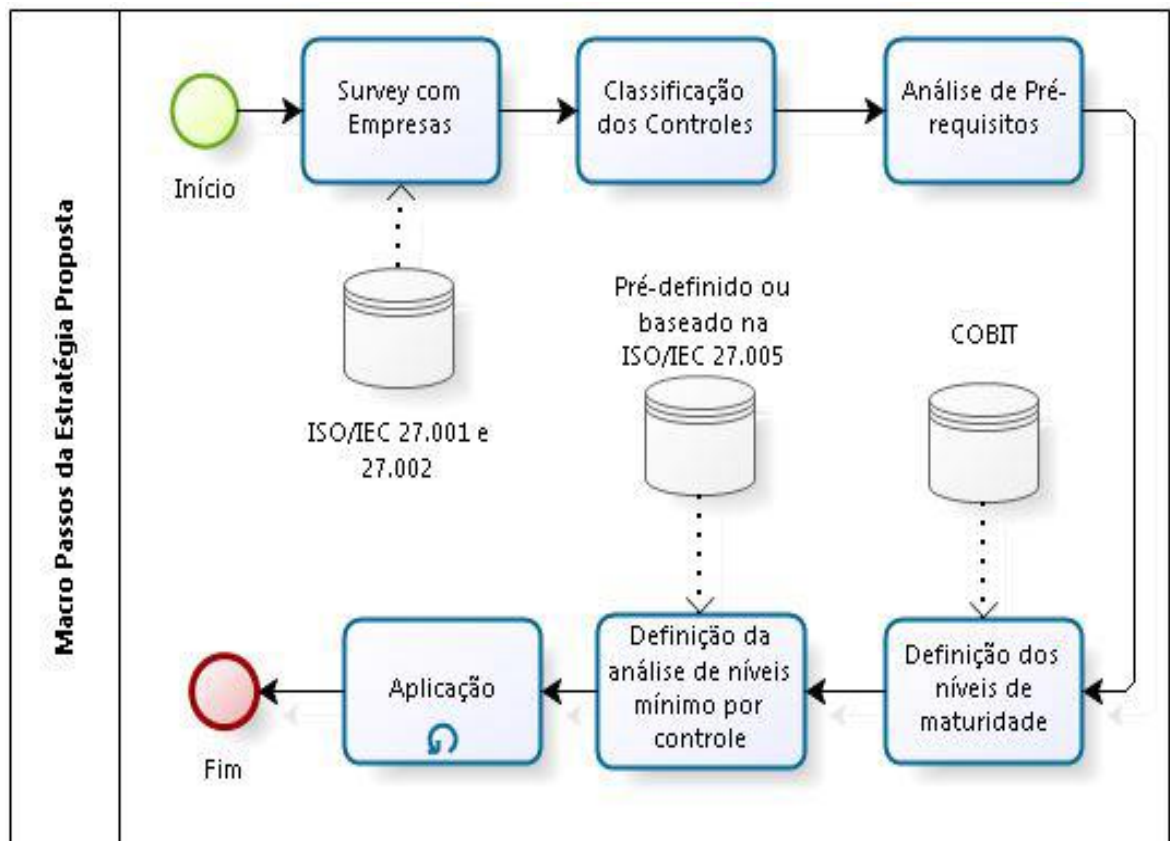 Macro Passos da Estratégia Proposta
Início
Survey com
Empresas
Classificação
dos Controles
Análise de Pré-
requisitos
ISO/IEC 27.001 e
27.002
Pré-definido ou
baseado na
ISO/IEC 27.005
COBIT
Definição dos
níveis de
maturidade
Definição da
análise de níveis
mínimo por
controle
Aplicação
Fim